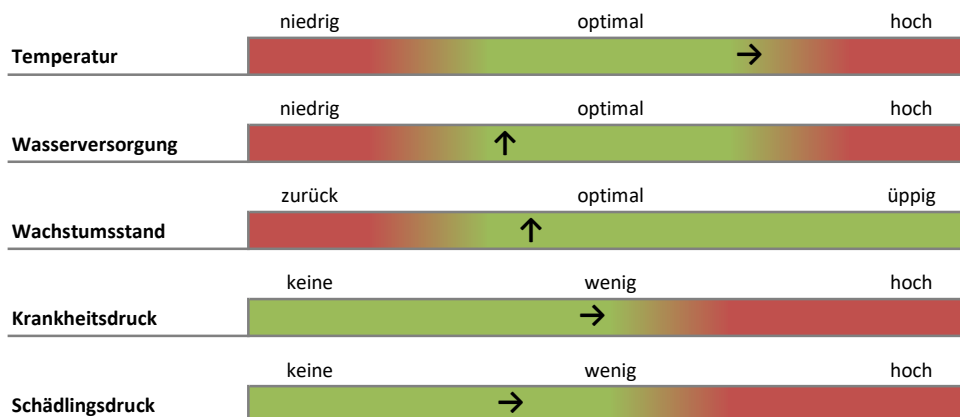 niedrig optimal hoch
Temperatur →
niedrig optimal hoch
Wasserversorgung ↑
zurück optimal üppig
Wachstumsstand ↑
keine wenig hoch
Krankheitsdruck →
keine wenig hoch
Schädlingsdruck →